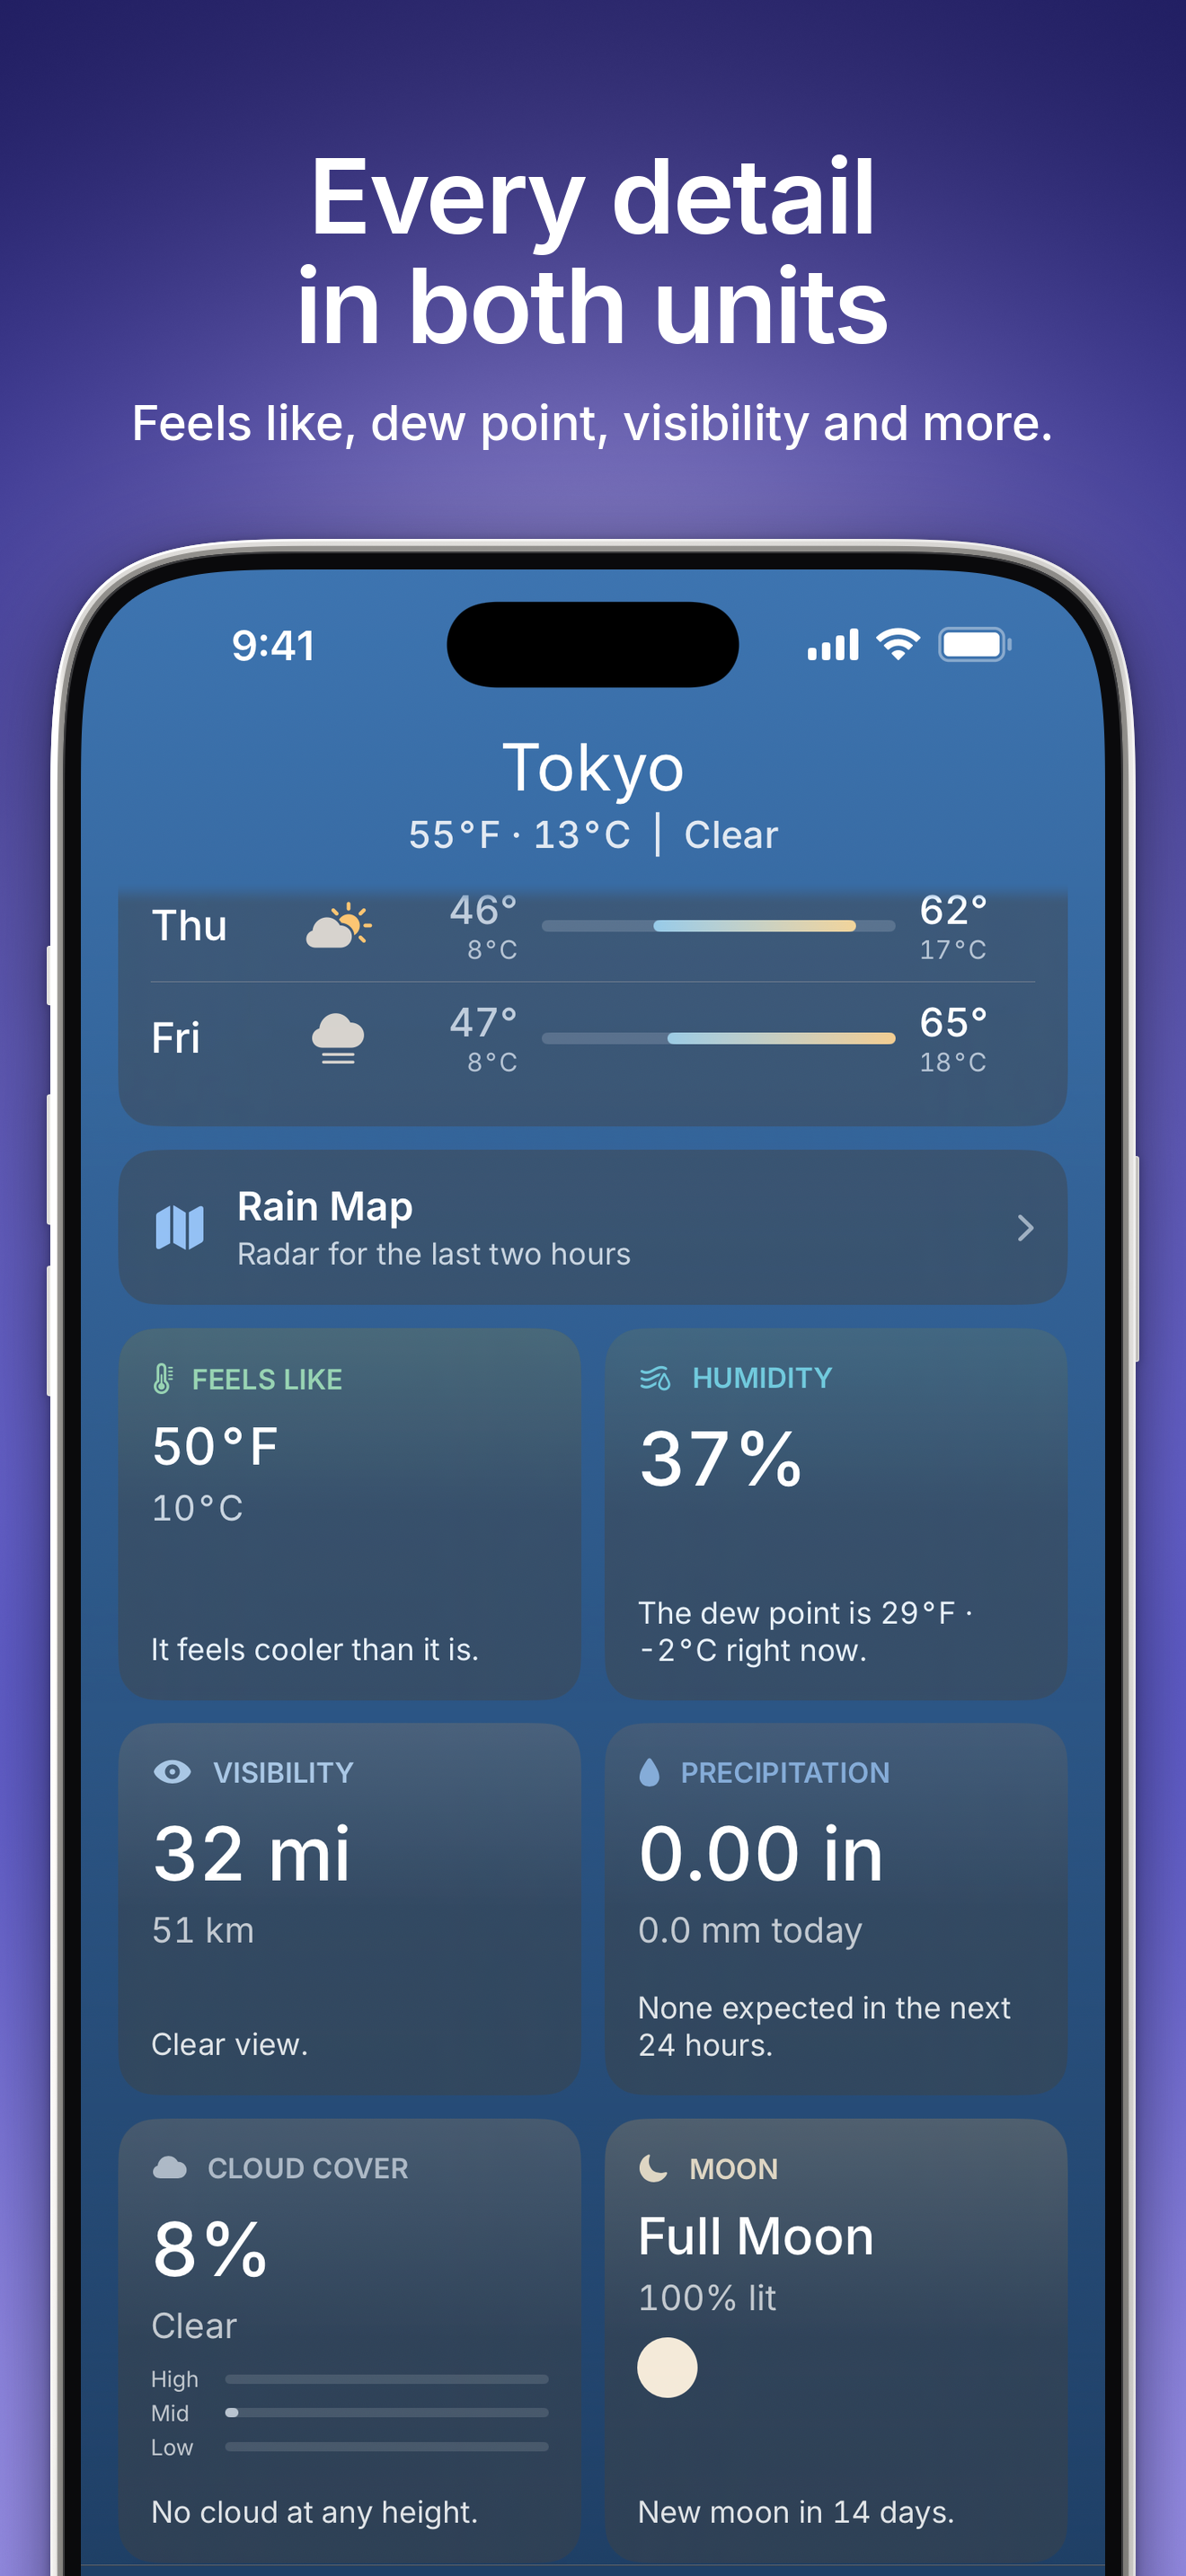 Every detail
in both units
Feels like, dew point, visibility and more.
9:41
Tokyo
55°F · 13°C | Clear
Thu 46° 62°
8°C 17°C
Fri 47° 65°
8°C 18°C
Rain Map
Radar for the last two hours
FEELS LIKE
50°F
10°C
It feels cooler than it is.
HUMIDITY
37%
The dew point is 29°F ·
-2°C right now.
VISIBILITY
32 mi
51 km
Clear view.
PRECIPITATION
0.00 in
0.0 mm today
None expected in the next
24 hours.
CLOUD COVER
8%
Clear
High
Mid
Low
No cloud at any height.
MOON
Full Moon
100% lit
New moon in 14 days.